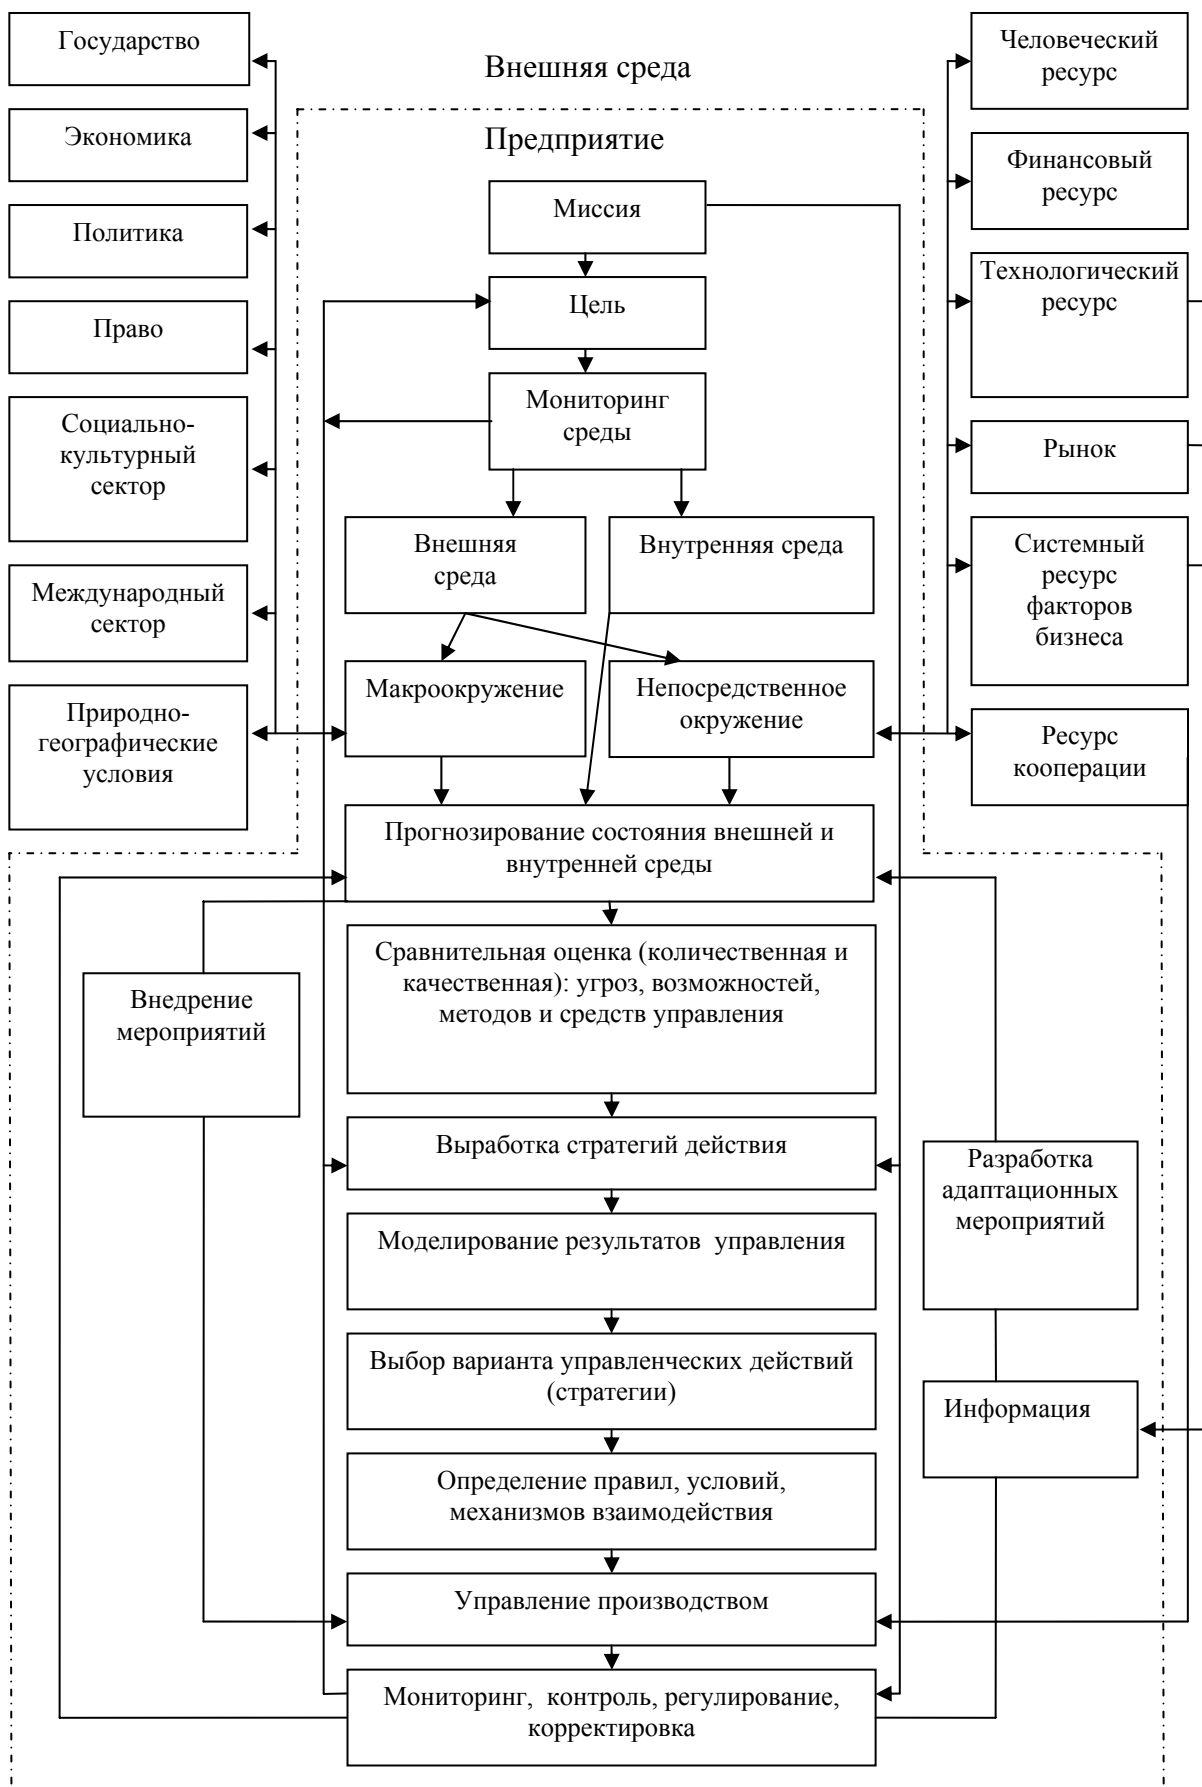 Государство
Экономика
Политика
Право
Социально-
культурный
сектор
Международный
сектор
Природно-
географические
условия
Внешняя среда
Предприятие
Миссия
Цель
Мониторинг
среды
Внешняя
среда
Внутренняя среда
Макроокружение
Непосредственное
окружение
Человеческий
ресурс
Финансовый
ресурс
Технологический
ресурс
Рынок
Системный
ресурс
факторов
бизнеса
Ресурс
кооперации
Прогнозирование состояния внешней и
внутренней среды
Сравнительная оценка (количественная и
качественная): угроз, возможностей,
методов и средств управления
Внедрение
мероприятий
Выработка стратегий действия
Разработка
адаптационных
мероприятий
Моделирование результатов управления
Выбор варианта управленческих действий
(стратегии)
Информация
Определение правил, условий,
механизмов взаимодействия
Управление производством
Мониторинг, контроль, регулирование,
корректировка